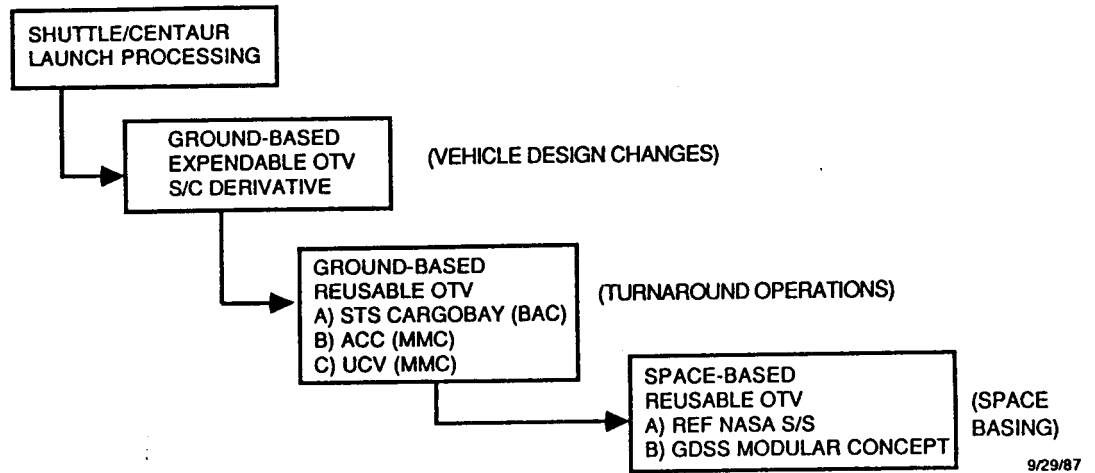 SHUTTLE/CENTAUR
LAUNCH PROCESSING
GROUND-BASED
EXPENDABLE OTV
S/C DERIVATIVE
(VEHICLE DESIGN CHANGES)
GROUND-BASED
REUSABLE OTV
A) STS CARGOBAY (BAC)
B) ACC (MMC)
C) UCV (MMC)
(TURNAROUND OPERATIONS)
SPACE-BASED
REUSABLE OTV
A) REF NASA S/S
B) GDSS MODULAR CONCEPT
(SPACE
BASING)
9/29/87